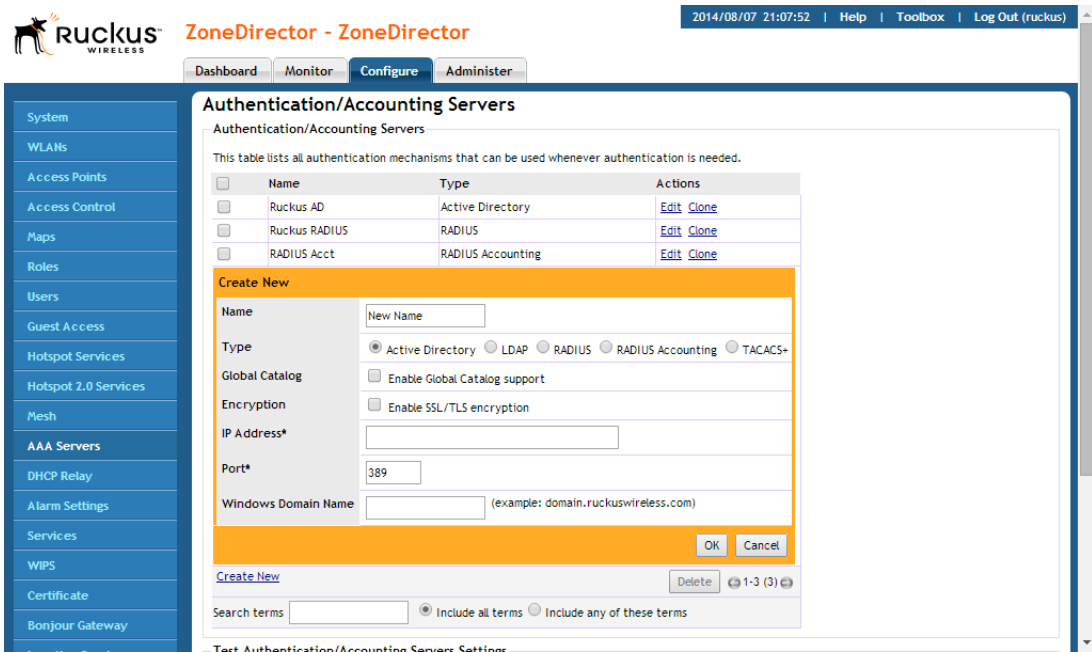 2014/08/07 21:07:52 | Help | Toolbox | Log Out (ruckus)
RUCKUS WIRELESS
ZoneDirector - ZoneDirector
Dashboard Monitor Configure Administer
System
WLANs
Access Points
Access Control
Maps
Roles
Users
Guest Access
Hotspot Services
Hotspot 2.0 Services
Mesh
AAA Servers
DHCP Relay
Alarm Settings
Services
WIPS
Certificate
Bonjour Gateway
Authentication/Accounting Servers
Authentication/Accounting Servers
This table lists all authentication mechanisms that can be used whenever authentication is needed.
Name Type Actions
Ruckus AD Active Directory Edit Clone
Ruckus RADIUS RADIUS Edit Clone
RADIUS Acct RADIUS Accounting Edit Clone
Create New
Name New Name
Type Active Directory LDAP RADIUS RADIUS Accounting TACACS+
Global Catalog Enable Global Catalog support
Encryption Enable SSL/TLS encryption
IP Address*
Port* 389
Windows Domain Name (example: domain.ruckuswireless.com)
OK Cancel
Create New Delete 1-3 (3)
Search terms Include all terms Include any of these terms
Test Authentication/Accounting Servers Settings